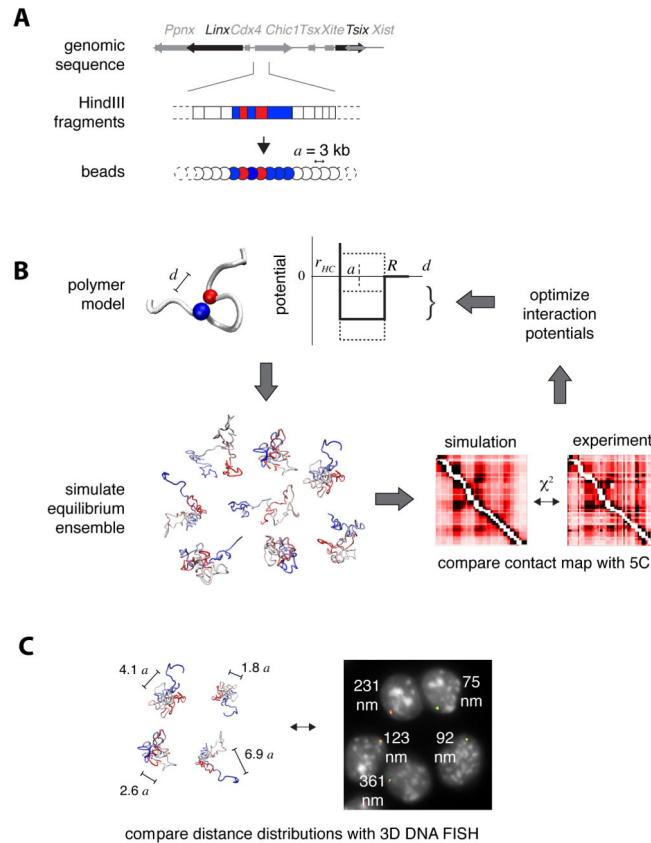 A
Ppnx Linx Cdx4 Chic1 Tsx Xite Tsix Xist
genomic
sequence
HindIII
fragments
a = 3 kb
beads
B
polymer
model
d
potential
0
r_HC a R d
}
optimize
interaction
potentials
simulate
equilibrium
ensemble
simulation
experiment
χ²
compare contact map with 5C
C
4.1 a
1.8 a
2.6 a
6.9 a
231
nm
75
nm
123
nm
92
nm
361
nm
compare distance distributions with 3D DNA FISH